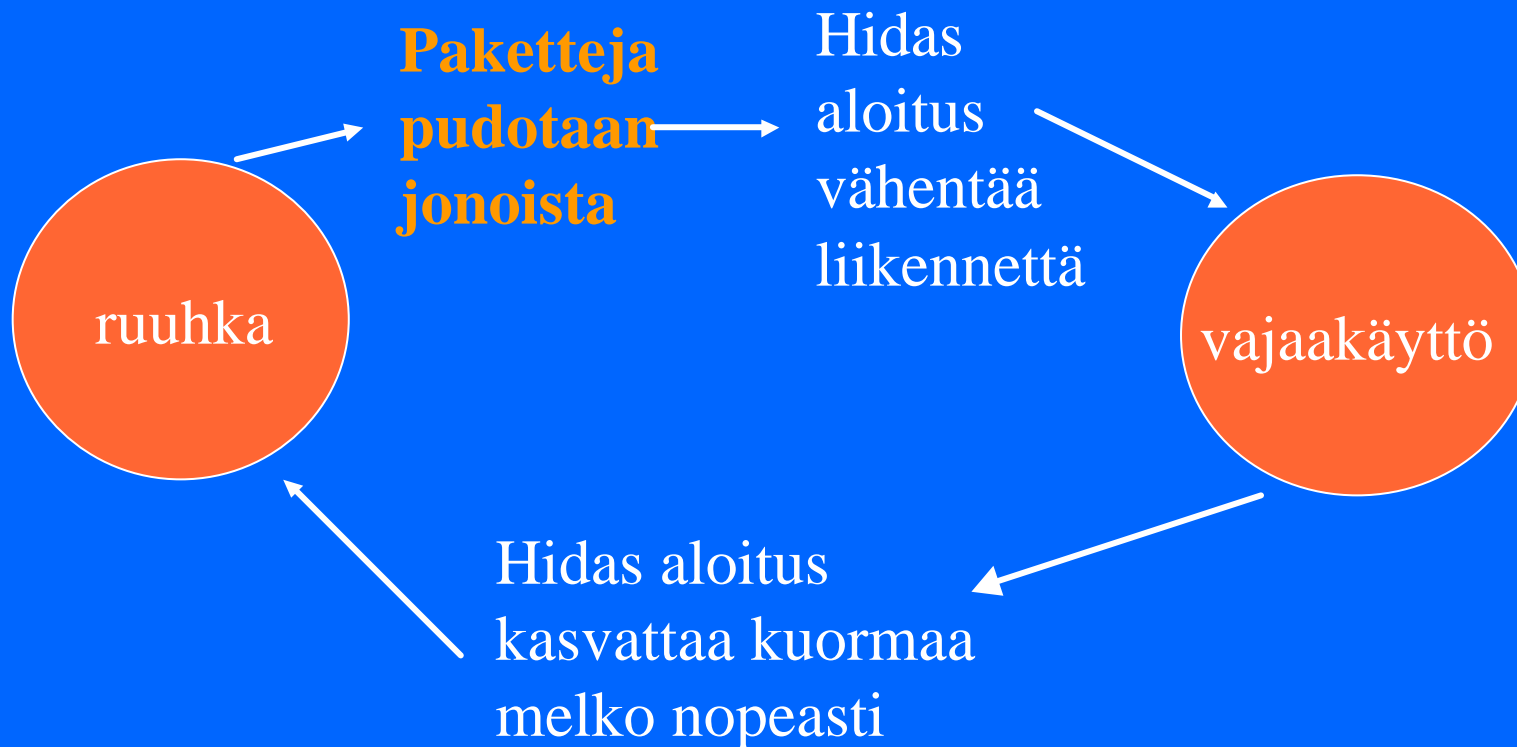 Paketteja
pudotaan
jonoista
Hidas
aloitus
vähentää
liikennettä
ruuhka
vajaakäyttö
Hidas aloitus
kasvattaa kuormaa
melko nopeasti